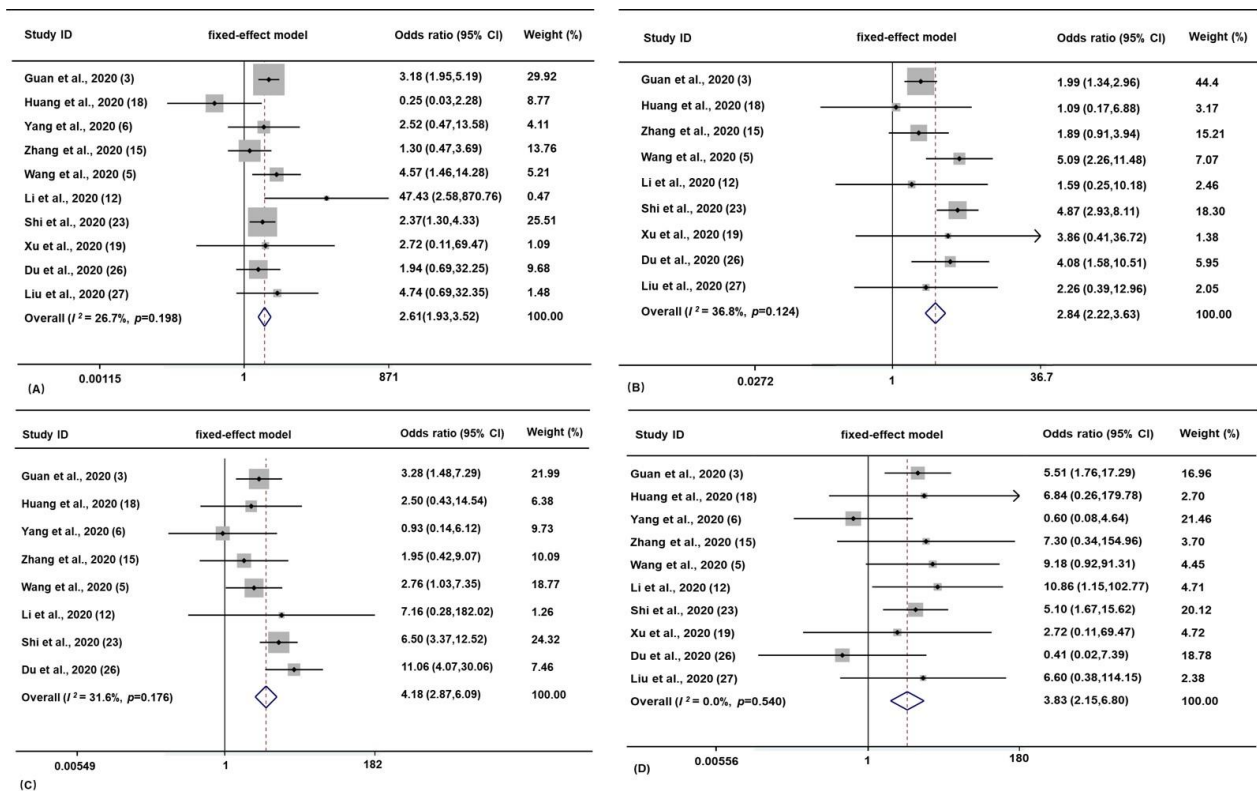 Study ID fixed-effect model Odds ratio (95% CI) Weight (%)
Guan et al., 2020 (3) 3.18 (1.95,5.19) 29.92
Huang et al., 2020 (18) 0.25 (0.03,2.28) 8.77
Yang et al., 2020 (6) 2.52 (0.47,13.58) 4.11
Zhang et al., 2020 (15) 1.30 (0.47,3.69) 13.76
Wang et al., 2020 (5) 4.57 (1.46,14.28) 5.21
Li et al., 2020 (12) 47.43 (2.58,870.76) 0.47
Shi et al., 2020 (23) 2.37(1.30,4.33) 25.51
Xu et al., 2020 (19) 2.72 (0.11,69.47) 1.09
Du et al., 2020 (26) 1.94 (0.69,32.25) 9.68
Liu et al., 2020 (27) 4.74 (0.69,32.35) 1.48
Overall (I² = 26.7%, p=0.198) 2.61(1.93,3.52) 100.00
0.00115 1 871
(A)
Study ID fixed-effect model Odds ratio (95% CI) Weight (%)
Guan et al., 2020 (3) 1.99 (1.34,2.96) 44.4
Huang et al., 2020 (18) 1.09 (0.17,6.88) 3.17
Zhang et al., 2020 (15) 1.89 (0.91,3.94) 15.21
Wang et al., 2020 (5) 5.09 (2.26,11.48) 7.07
Li et al., 2020 (12) 1.59 (0.25,10.18) 2.46
Shi et al., 2020 (23) 4.87 (2.93,8.11) 18.30
Xu et al., 2020 (19) 3.86 (0.41,36.72) 1.38
Du et al., 2020 (26) 4.08 (1.58,10.51) 5.95
Liu et al., 2020 (27) 2.26 (0.39,12.96) 2.05
Overall (I² = 36.8%, p=0.124) 2.84 (2.22,3.63) 100.00
0.0272 1 36.7
(B)
Study ID fixed-effect model Odds ratio (95% CI) Weight (%)
Guan et al., 2020 (3) 3.28 (1.48,7.29) 21.99
Huang et al., 2020 (18) 2.50 (0.43,14.54) 6.38
Yang et al., 2020 (6) 0.93 (0.14,6.12) 9.73
Zhang et al., 2020 (15) 1.95 (0.42,9.07) 10.09
Wang et al., 2020 (5) 2.76 (1.03,7.35) 18.77
Li et al., 2020 (12) 7.16 (0.28,182.02) 1.26
Shi et al., 2020 (23) 6.50 (3.37,12.52) 24.32
Du et al., 2020 (26) 11.06 (4.07,30.06) 7.46
Overall (I² = 31.6%, p=0.176) 4.18 (2.87,6.09) 100.00
0.00549 1 182
(C)
Study ID fixed-effect model Odds ratio (95% CI) Weight (%)
Guan et al., 2020 (3) 5.51 (1.76,17.29) 16.96
Huang et al., 2020 (18) 6.84 (0.26,179.78) 2.70
Yang et al., 2020 (6) 0.60 (0.08,4.64) 21.46
Zhang et al., 2020 (15) 7.30 (0.34,154.96) 3.70
Wang et al., 2020 (5) 9.18 (0.92,91.31) 4.45
Li et al., 2020 (12) 10.86 (1.15,102.77) 4.71
Shi et al., 2020 (23) 5.10 (1.67,15.62) 20.12
Xu et al., 2020 (19) 2.72 (0.11,69.47) 4.72
Du et al., 2020 (26) 0.41 (0.02,7.39) 18.78
Liu et al., 2020 (27) 6.60 (0.38,114.15) 2.38
Overall (I² = 0.0%, p=0.540) 3.83 (2.15,6.80) 100.00
0.00556 1 180
(D)